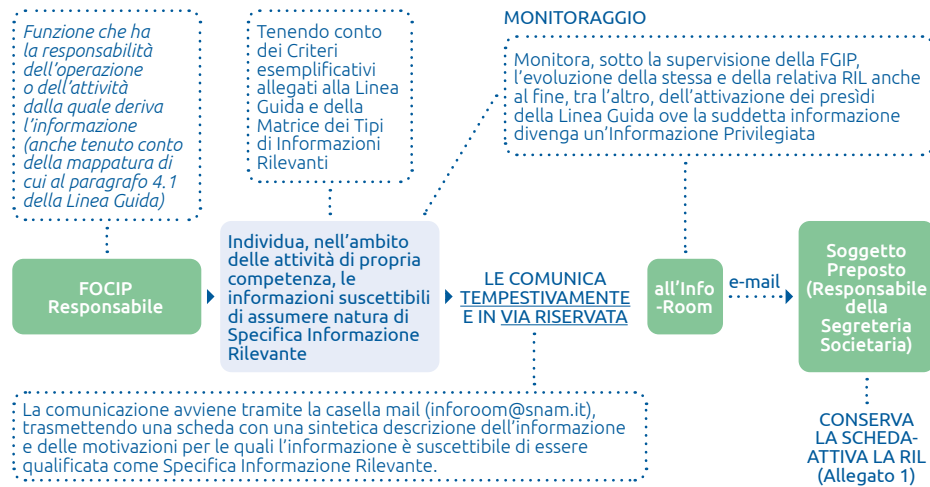 Funzione che ha
la responsabilità
dell'operazione
o dell'attività
dalla quale deriva
l'informazione
(anche tenuto conto
della mappatura di
cui al paragrafo 4.1
della Linea Guida)
Tenendo conto
dei Criteri
esemplificativi
allegati alla Linea
Guida e della
Matrice dei Tipi
di Informazioni
Rilevanti
MONITORAGGIO
Monitora, sotto la supervisione della FGIP,
l'evoluzione della stessa e della relativa RIL anche
al fine, tra l'altro, dell'attivazione dei presìdi
della Linea Guida ove la suddetta informazione
divenga un'Informazione Privilegiata
FOCIP
Responsabile
Individua, nell'ambito
delle attività di propria
competenza, le
informazioni suscettibili
di assumere natura di
Specifica Informazione
Rilevante
LE COMUNICA
TEMPESTIVAMENTE
E IN VIA RISERVATA
all'Info
-Room
e-mail
Soggetto
Preposto
(Responsabile
della
Segreteria
Societaria)
La comunicazione avviene tramite la casella mail (inforoom@snam.it),
trasmettendo una scheda con una sintetica descrizione dell'informazione
e delle motivazioni per le quali l'informazione è suscettibile di essere
qualificata come Specifica Informazione Rilevante.
CONSERVA
LA SCHEDA-
ATTIVA LA RIL
(Allegato 1)